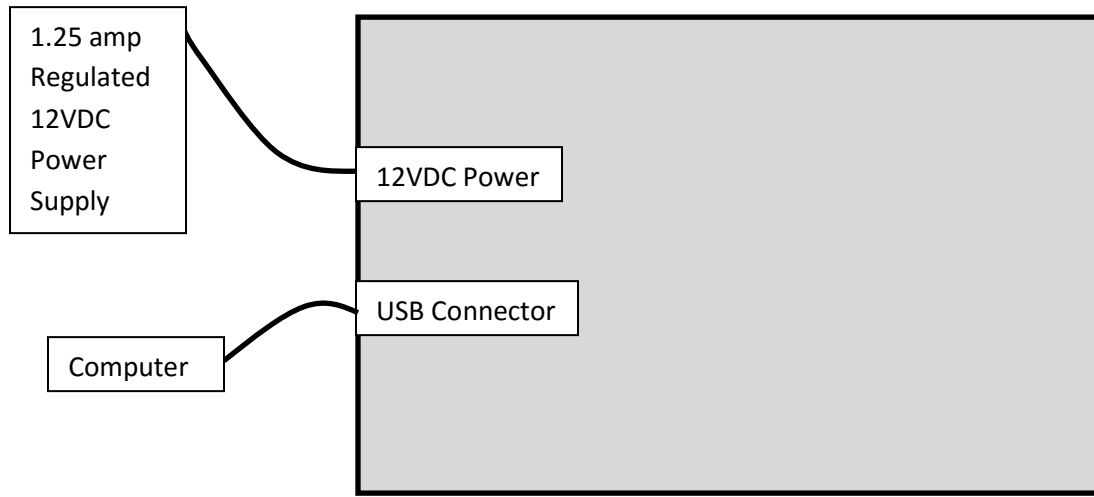 1.25 amp
Regulated
12VDC
Power
Supply
12VDC Power
USB Connector
Computer